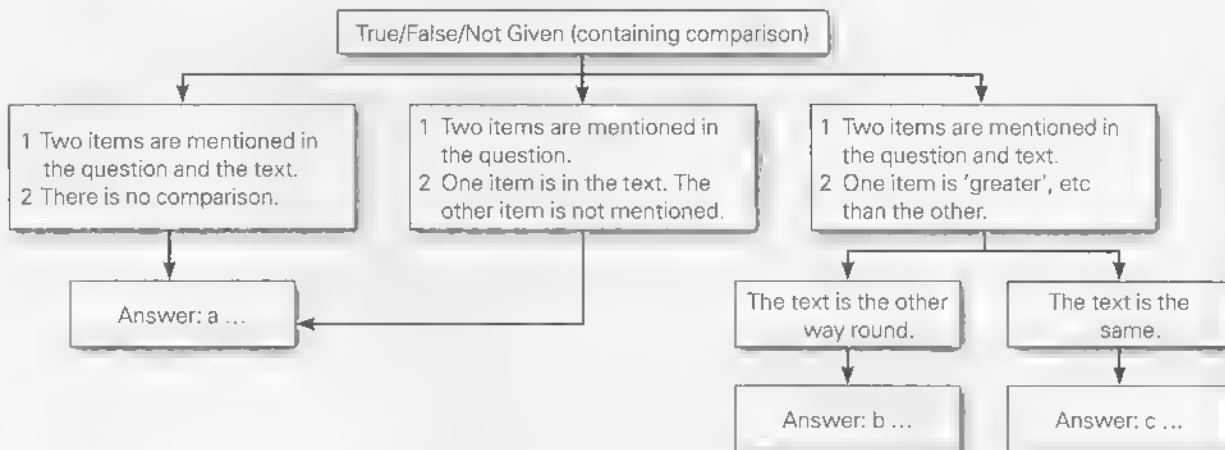 True/False/Not Given (containing comparison)
1 Two items are mentioned in
the question and the text.
2 There is no comparison.
1 Two items are mentioned in
the question.
2 One item is in the text. The
other item is not mentioned.
1 Two items are mentioned in
the question and text.
2 One item is 'greater', etc
than the other.
Answer: a ...
The text is the other
way round.
The text is the
same.
Answer: b ...
Answer: c ...